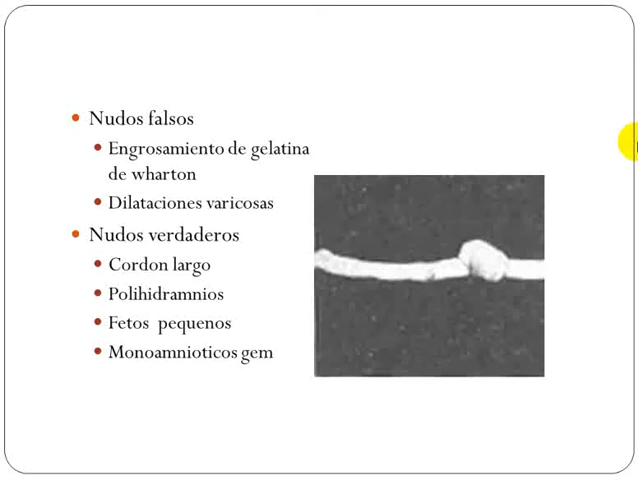 Nudos falsos
Engrosamiento de gelatina
de wharton
Dilataciones varicosas
Nudos verdaderos
Cordon largo
Polihidramnios
Fetos pequenos
Monoamnioticos gem